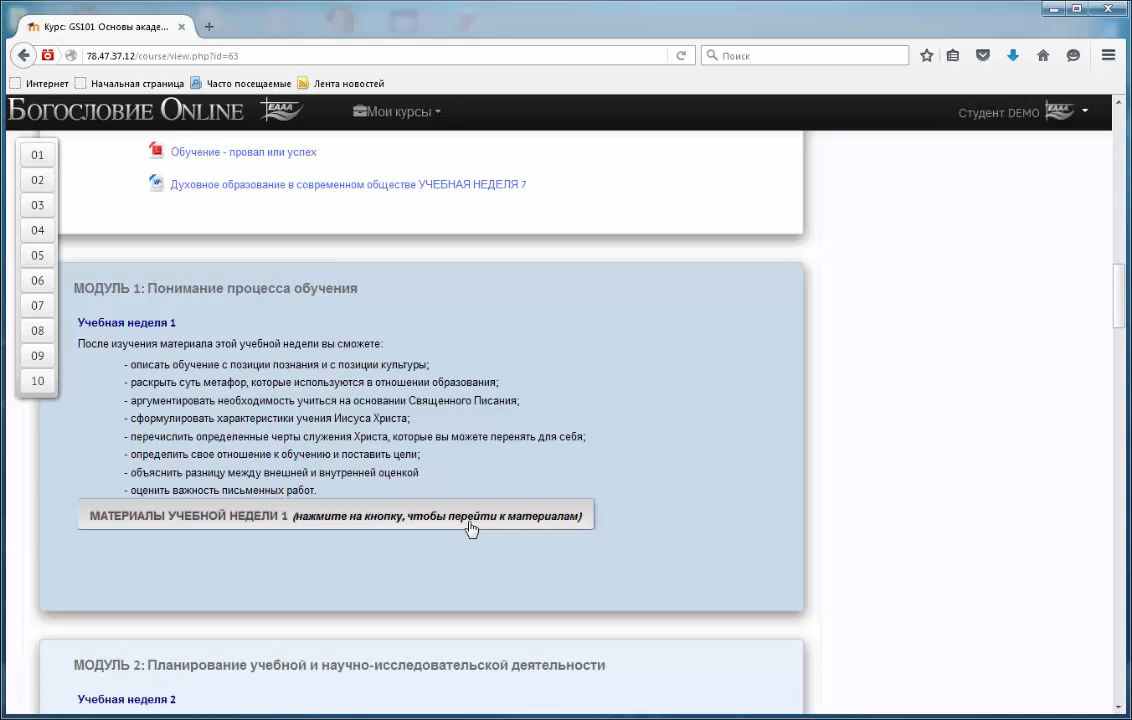 Курс: GS101 Основы акаде...
78.47.37.12/course/view.php?id=63
Поиск
Интернет
Начальная страница
Часто посещаемые
Лента новостей
БОГОСЛОВИЕ ONLINE
ЕААА
Мои курсы
Студент DEMO
01
02
03
04
05
06
07
08
09
10
Обучение - провал или успех
Духовное образование в современном обществе УЧЕБНАЯ НЕДЕЛЯ 7
МОДУЛЬ 1: Понимание процесса обучения
Учебная неделя 1
После изучения материала этой учебной недели вы сможете:
- описать обучение с позиции познания и с позиции культуры;
- раскрыть суть метафор, которые используются в отношении образования;
- аргументировать необходимость учиться на основании Священного Писания;
- сформулировать характеристики учения Иисуса Христа;
- перечислить определенные черты служения Христа, которые вы можете перенять для себя;
- определить свое отношение к обучению и поставить цели;
- объяснить разницу между внешней и внутренней оценкой
- оценить важность письменных работ.
МАТЕРИАЛЫ УЧЕБНОЙ НЕДЕЛИ 1 (нажмите на кнопку, чтобы перейти к материалам)
МОДУЛЬ 2: Планирование учебной и научно-исследовательской деятельности
Учебная неделя 2